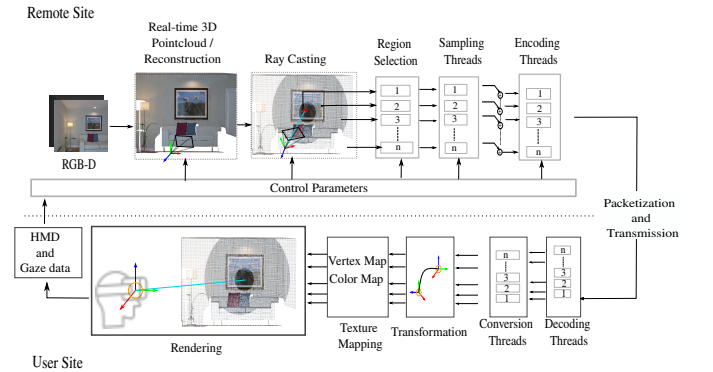 Remote Site
Real-time 3D
Pointcloud /
Reconstruction
Ray Casting
Region
Selection
Sampling
Threads
Encoding
Threads
1
2
3
n
1
2
3
n
1
2
3
n
RGB-D
Control Parameters
Packetization
and
Transmission
HMD
and
Gaze data
Rendering
Vertex Map
Color Map
Texture
Mapping
Transformation
n
3
2
1
Conversion
Threads
n
3
2
1
Decoding
Threads
User Site